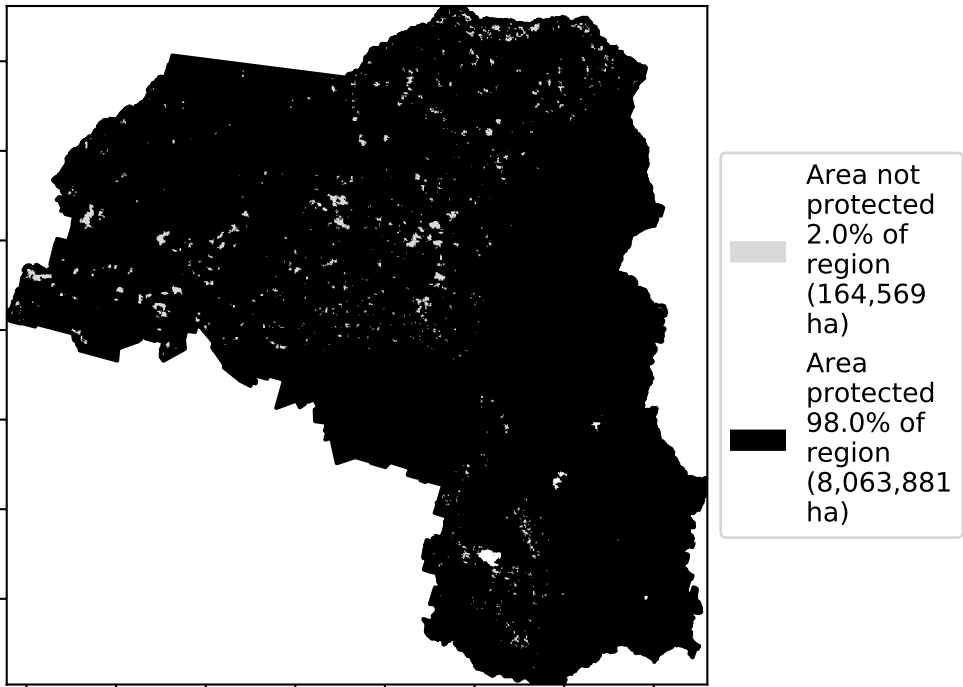 Area not
protected
2.0% of
region
(164,569
ha)
Area
protected
98.0% of
region
(8,063,881
ha)